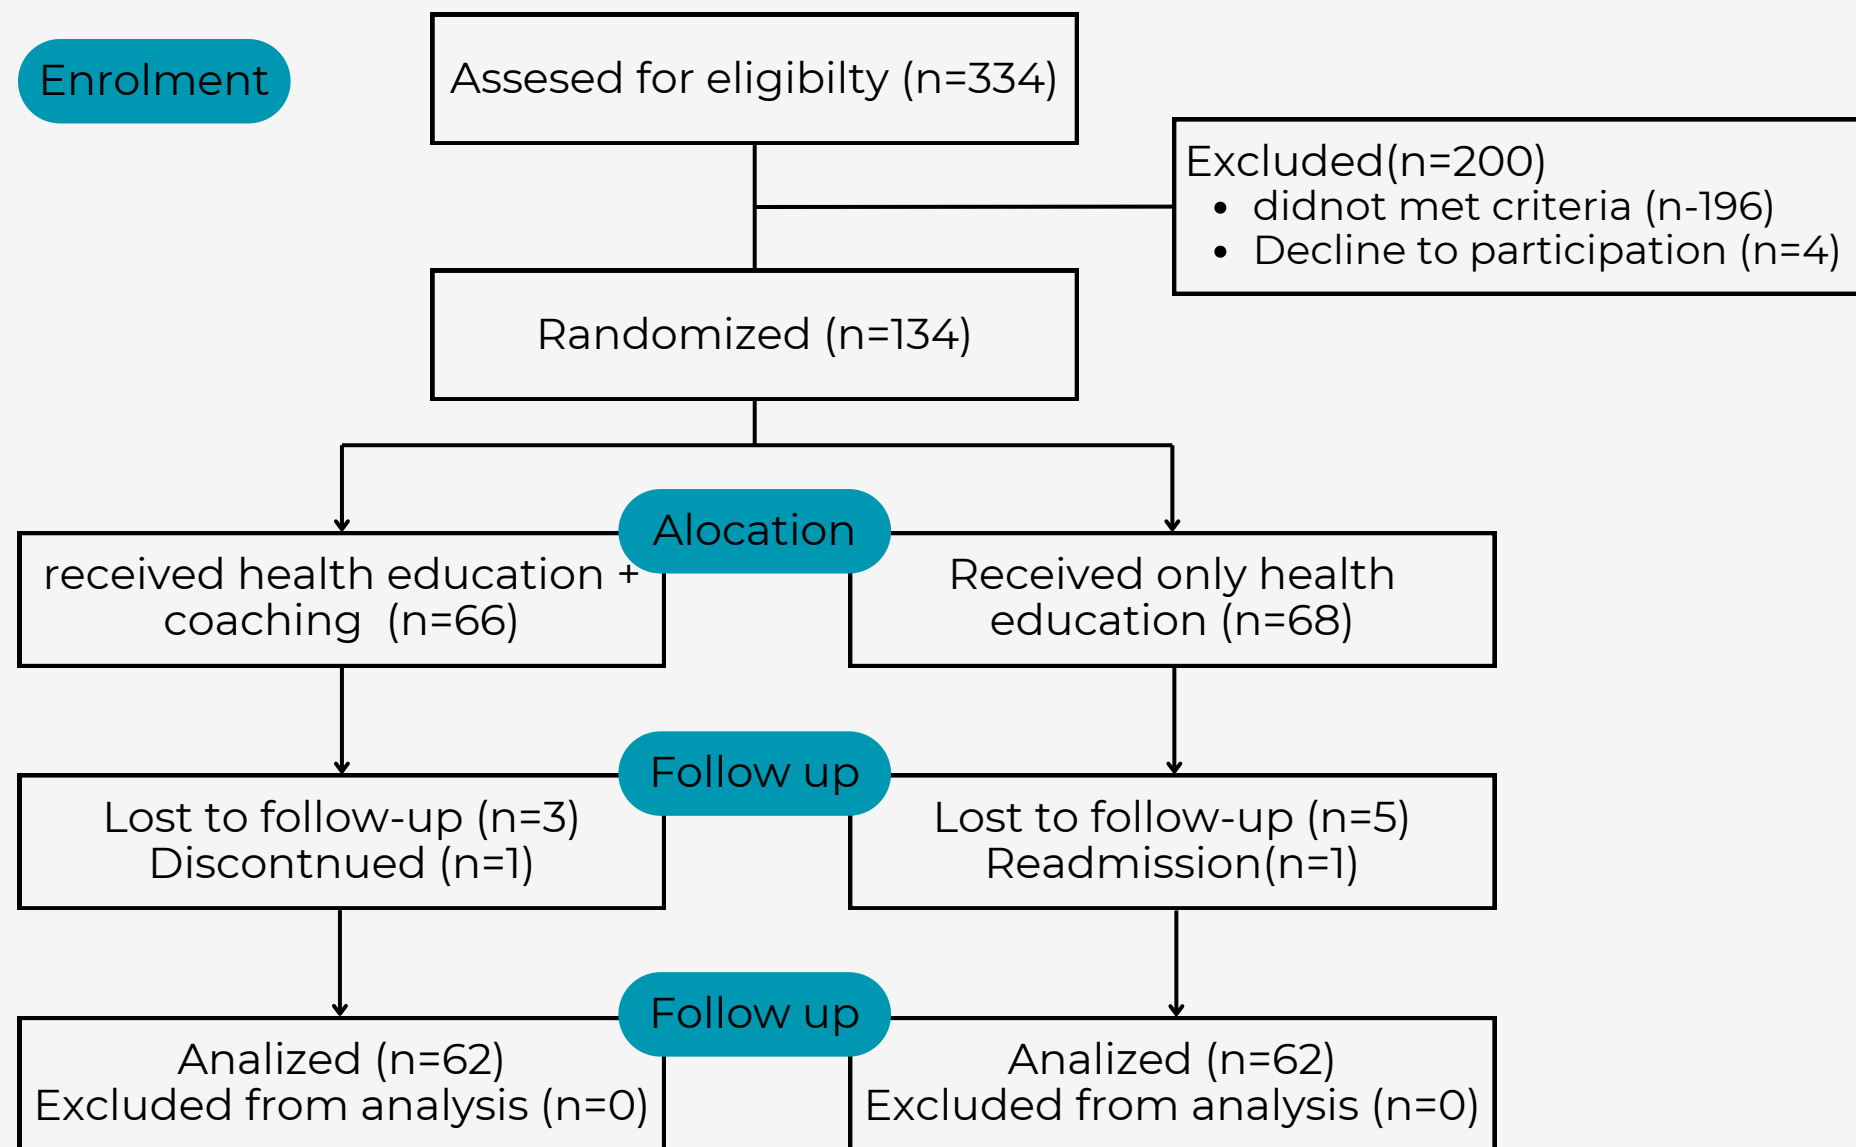 Enrolment
Assesed for eligibilty (n=334)
Excluded(n=200)
• didnot met criteria (n-196)
• Decline to participation (n=4)
Randomized (n=134)
Alocation
received health education +
coaching (n=66)
Received only health
education (n=68)
Follow up
Lost to follow-up (n=3)
Discontnued (n=1)
Lost to follow-up (n=5)
Readmission(n=1)
Follow up
Analized (n=62)
Excluded from analysis (n=0)
Analized (n=62)
Excluded from analysis (n=0)